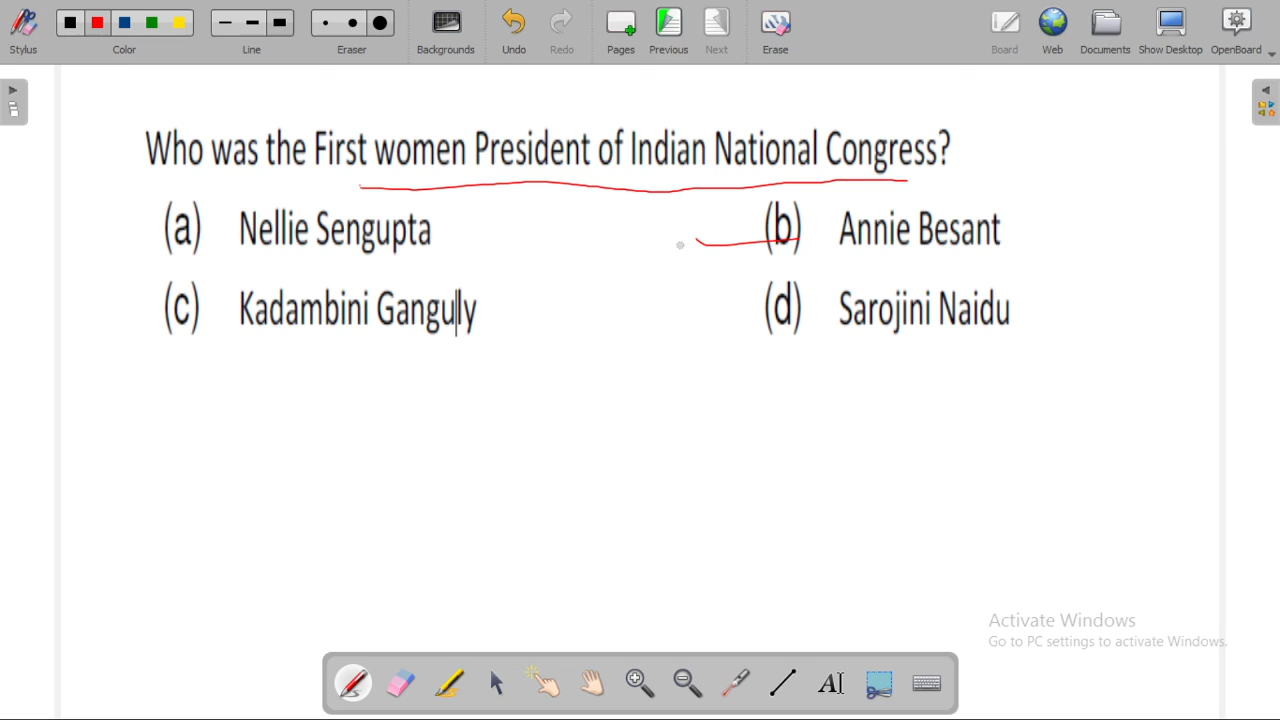 Stylus Color Line Eraser Backgrounds Undo Redo Pages Previous Next Erase Board Web Documents Show Desktop OpenBoard
Who was the First women President of Indian National Congress?
(a) Nellie Sengupta (b) Annie Besant
(c) Kadambini Ganguly (d) Sarojini Naidu
Activate Windows
Go to PC settings to activate Windows.
AI